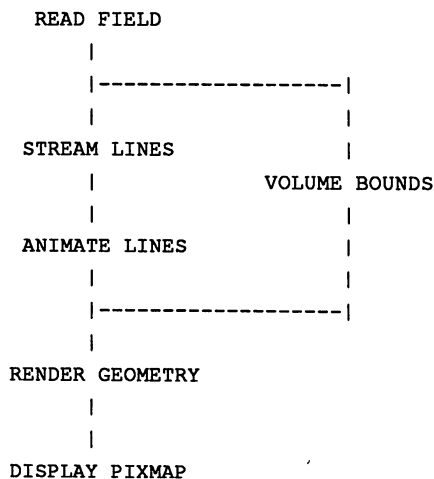 READ FIELD
STREAM LINES
VOLUME BOUNDS
ANIMATE LINES
RENDER GEOMETRY
DISPLAY PIXMAP